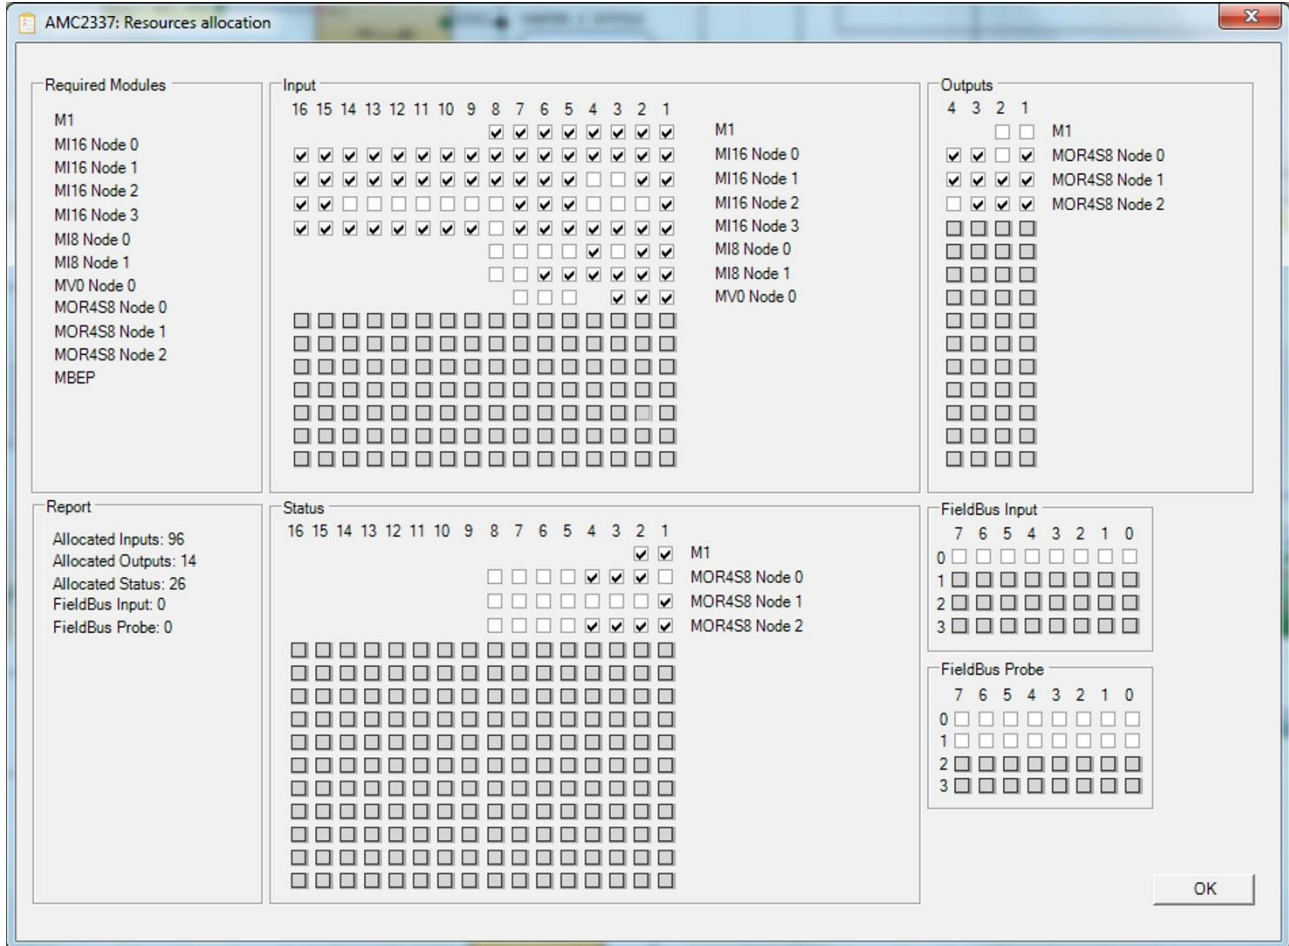 AMC2337: Resources allocation
Required Modules
M1
MI16 Node 0
MI16 Node 1
MI16 Node 2
MI16 Node 3
MI8 Node 0
MI8 Node 1
MV0 Node 0
MOR4S8 Node 0
MOR4S8 Node 1
MOR4S8 Node 2
MBEP
Input
16 15 14 13 12 11 10 9 8 7 6 5 4 3 2 1
M1
MI16 Node 0
MI16 Node 1
MI16 Node 2
MI16 Node 3
MI8 Node 0
MI8 Node 1
MV0 Node 0
Outputs
4 3 2 1
M1
MOR4S8 Node 0
MOR4S8 Node 1
MOR4S8 Node 2
Report
Allocated Inputs: 96
Allocated Outputs: 14
Allocated Status: 26
FieldBus Input: 0
FieldBus Probe: 0
Status
16 15 14 13 12 11 10 9 8 7 6 5 4 3 2 1
M1
MOR4S8 Node 0
MOR4S8 Node 1
MOR4S8 Node 2
FieldBus Input
7 6 5 4 3 2 1 0
0
1
2
3
FieldBus Probe
7 6 5 4 3 2 1 0
0
1
2
3
OK